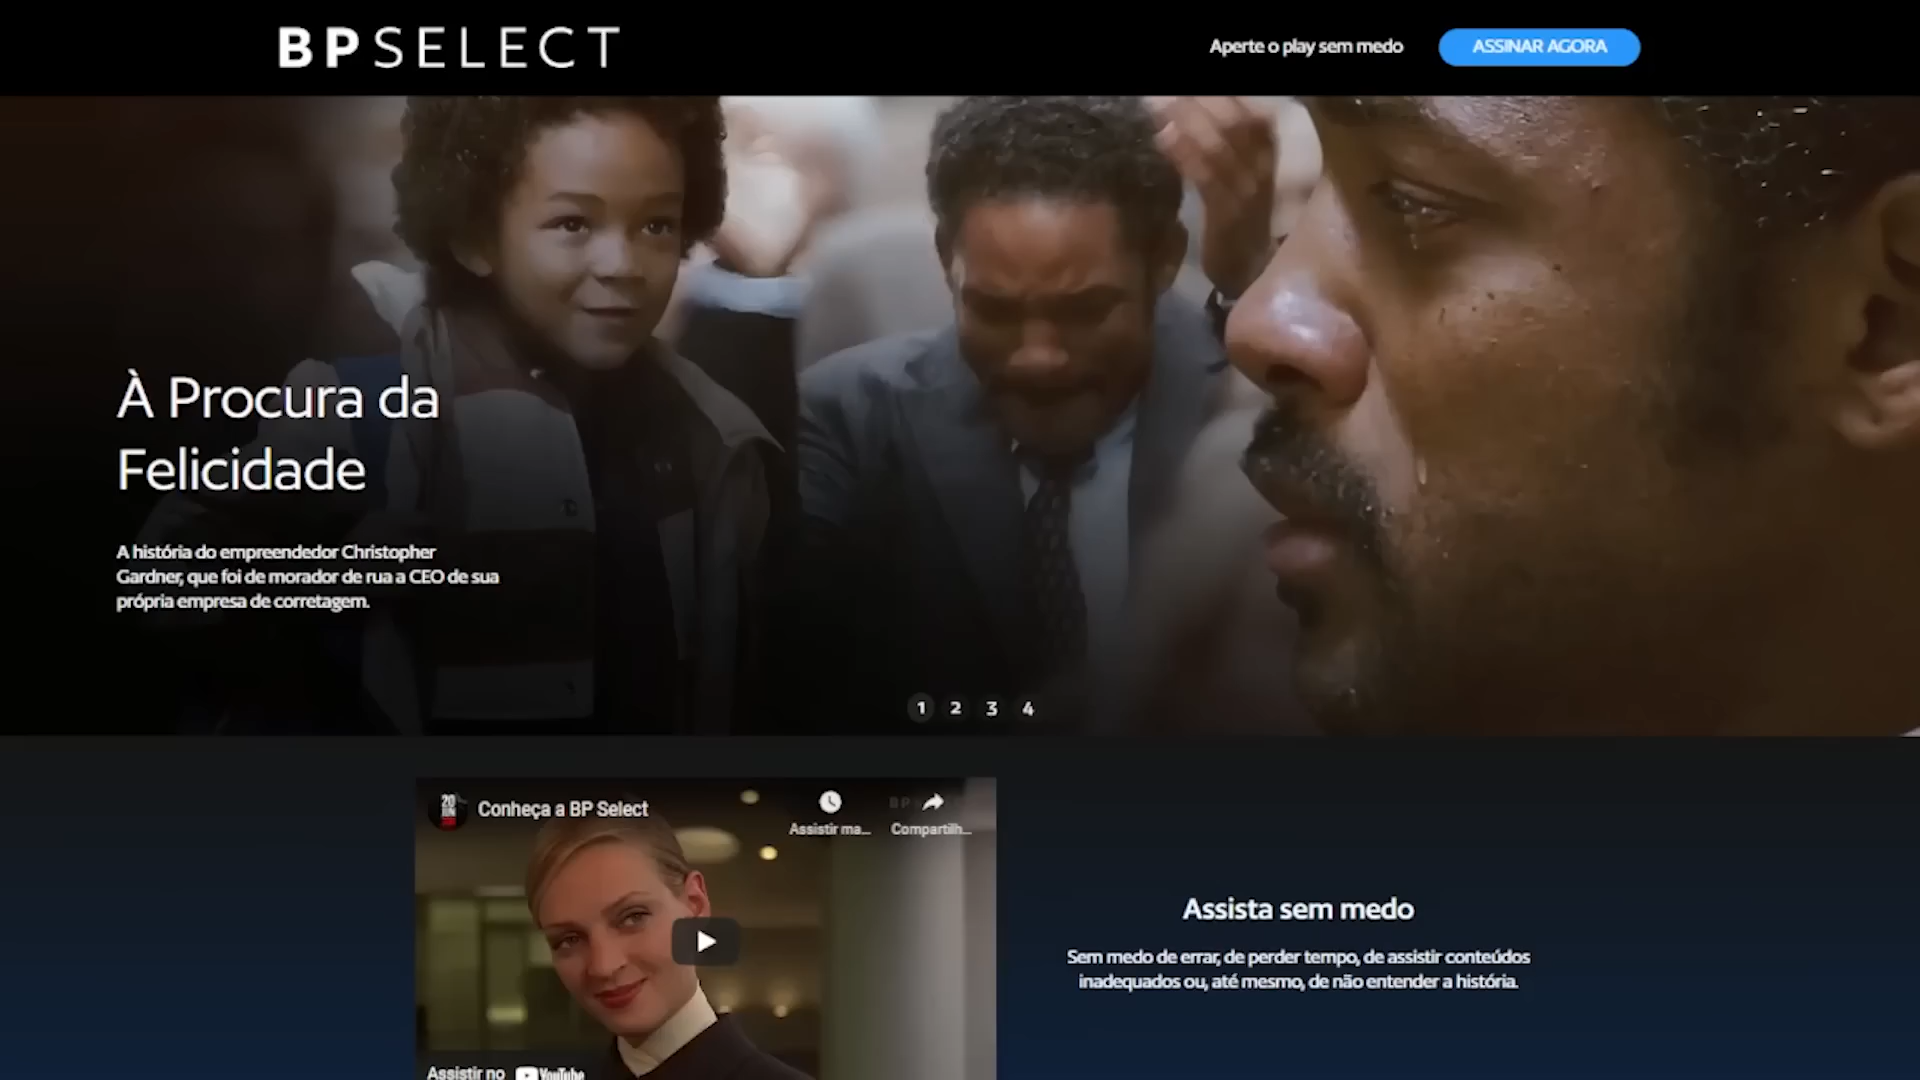 BPSELECT
Aperte o play sem medo
ASSINAR AGORA
À Procura da
Felicidade
A história do empreendedor Christopher
Gardner, que foi de morador de rua a CEO de sua
própria empresa de corretagem.
1 2 3 4
20
Conheça a BP Select
Assistir ma...
Compartilh...
Assista sem medo
Sem medo de errar, de perder tempo, de assistir conteúdos
inadequados ou, até mesmo, de não entender a história.
Assistir no YouTube